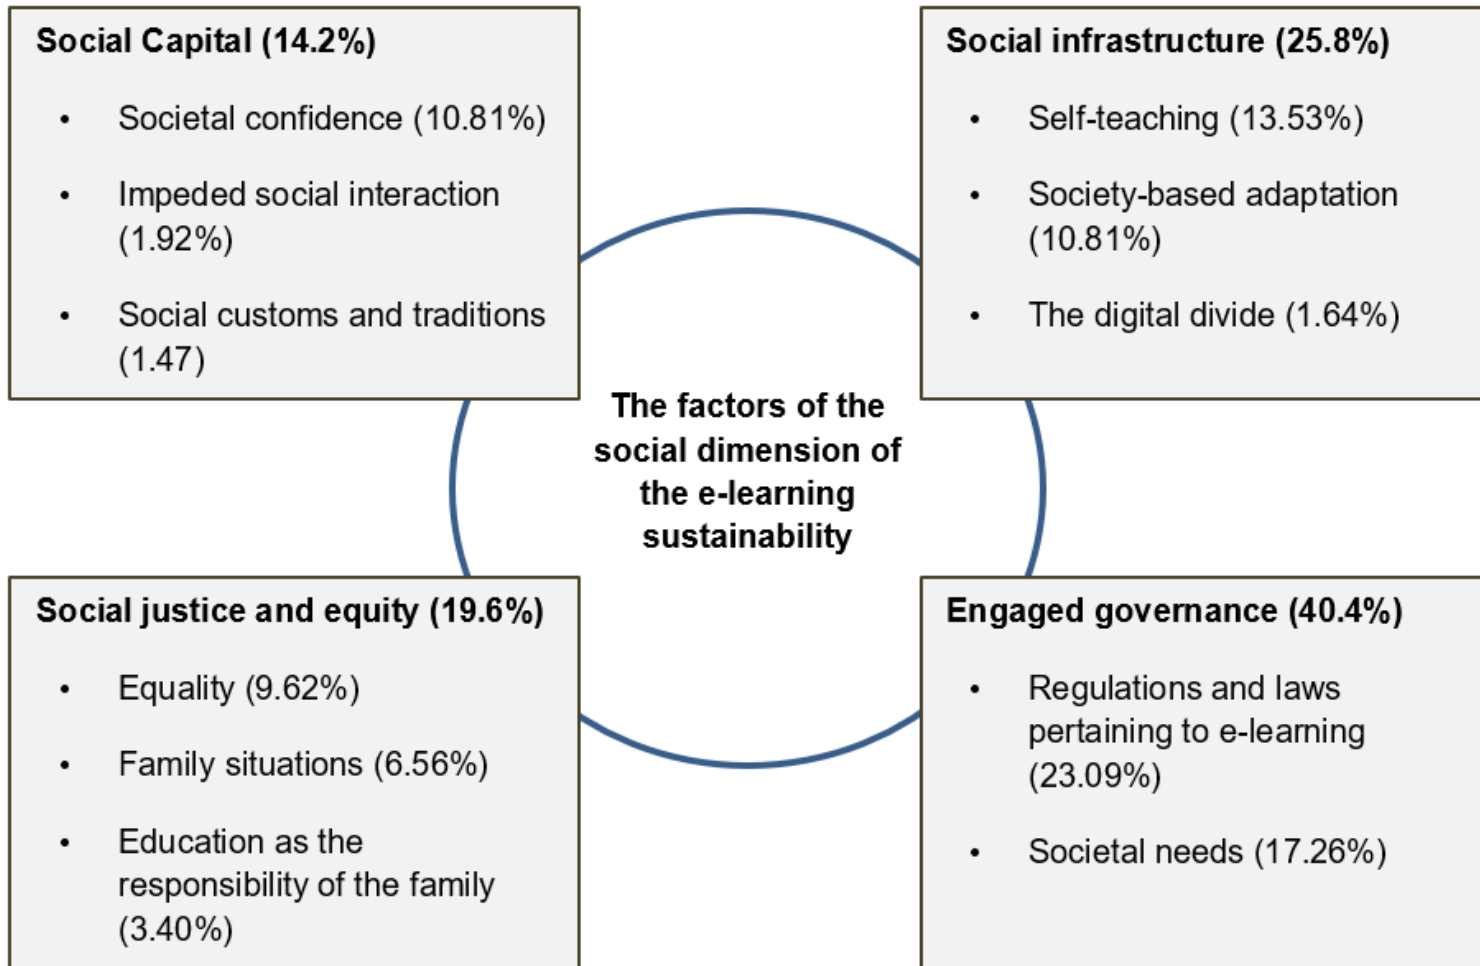 Social Capital (14.2%)
• Societal confidence (10.81%)
• Impeded social interaction
(1.92%)
• Social customs and traditions
(1.47)
Social infrastructure (25.8%)
• Self-teaching (13.53%)
• Society-based adaptation
(10.81%)
• The digital divide (1.64%)
The factors of the
social dimension of
the e-learning
sustainability
Social justice and equity (19.6%)
• Equality (9.62%)
• Family situations (6.56%)
• Education as the
responsibility of the family
(3.40%)
Engaged governance (40.4%)
• Regulations and laws
pertaining to e-learning
(23.09%)
• Societal needs (17.26%)